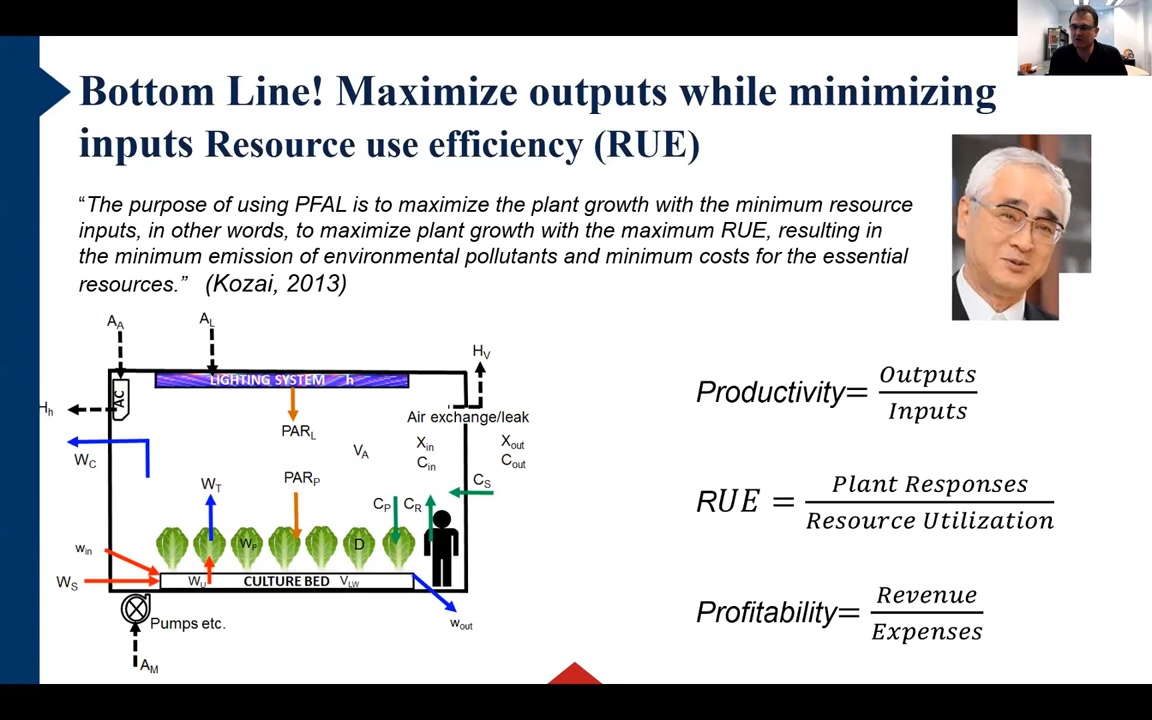 Bottom Line! Maximize outputs while minimizing
inputs Resource use efficiency (RUE)
“The purpose of using PFAL is to maximize the plant growth with the minimum resource
inputs, in other words, to maximize plant growth with the maximum RUE, resulting in
the minimum emission of environmental pollutants and minimum costs for the essential
resources.” (Kozai, 2013)
A_A
A_L
H_V
LIGHTING SYSTEM h
AC
H_h
Air exchange/leak
PAR_L
V_A
X_in
X_out
C_in
C_out
W_C
W_T
PAR_P
C_S
C_P
C_R
W_P
D
w_in
W_S
W_U
CULTURE BED
V_LW
w_out
Pumps etc.
A_M
Productivity= Outputs
Inputs
RUE = Plant Responses
Resource Utilization
Profitability= Revenue
Expenses